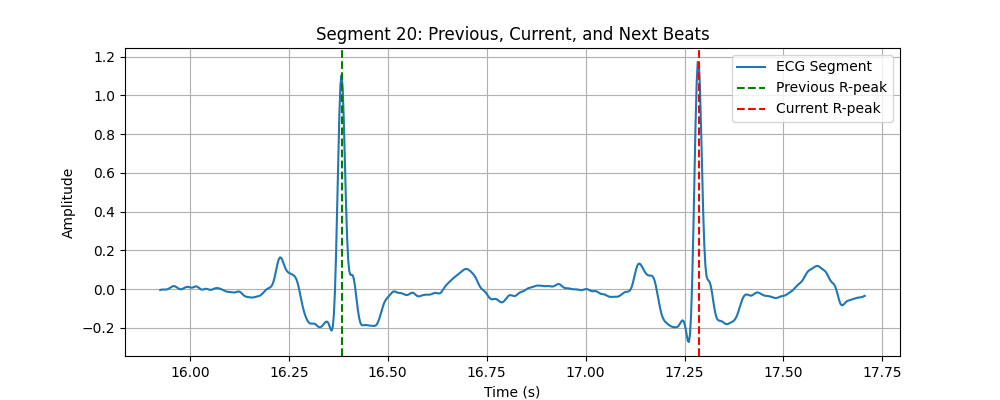 Segment 20: Previous, Current, and Next Beats
ECG Segment
Previous R-peak
Current R-peak
1.2
1.0
0.8
0.6
0.4
0.2
0.0
−0.2
Amplitude
16.00 16.25 16.50 16.75 17.00 17.25 17.50 17.75
Time (s)